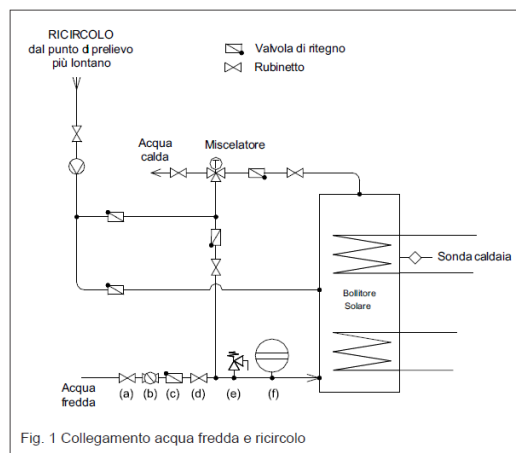 RICIRCOLO
dal punto di prelievo
più lontano
Valvola di ritegno
Rubinetto
Acqua
calda
Miscelatore
T
Sonda caldaia
Bollitore
Solare
Acqua
fredda
(a) (b) (c) (d) (e) (f)
Fig. 1 Collegamento acqua fredda e ricircolo